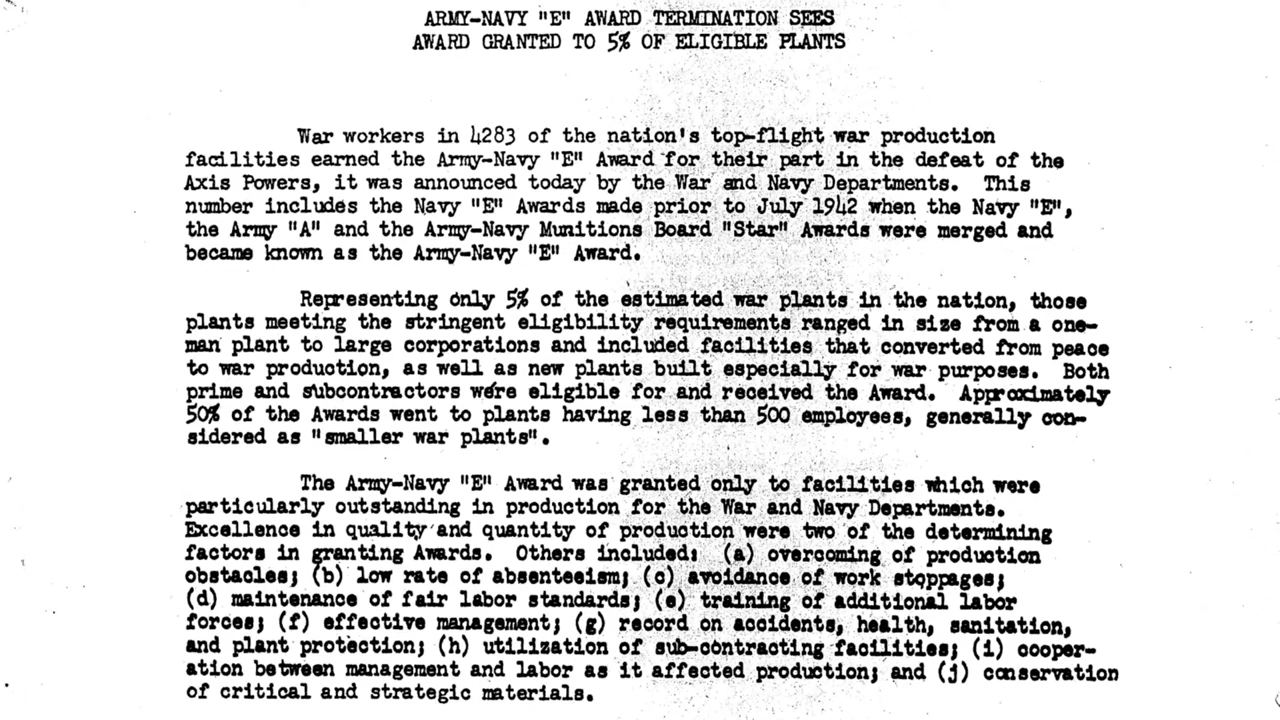 ARMY-NAVY "E" AWARD TERMINATION SEES
AWARD GRANTED TO 5% OF ELIGIBLE PLANTS
War workers in 4283 of the nation's top-flight war production
facilities earned the Army-Navy "E" Award for their part in the defeat of the
Axis Powers, it was announced today by the War and Navy Departments. This
number includes the Navy "E" Awards made prior to July 1942 when the Navy "E",
the Army "A" and the Army-Navy Munitions Board "Star" Awards were merged and
became known as the Army-Navy "E" Award.
Representing only 5% of the estimated war plants in the nation, those
plants meeting the stringent eligibility requirements ranged in size from a one-
man plant to large corporations and included facilities that converted from peace
to war production, as well as new plants built especially for war purposes. Both
prime and subcontractors were eligible for and received the Award. Approximately
50% of the Awards went to plants having less than 500 employees, generally con-
sidered as "smaller war plants".
The Army-Navy "E" Award was granted only to facilities which were
particularly outstanding in production for the War and Navy Departments.
Excellence in quality and quantity of production were two of the determining
factors in granting Awards. Others included: (a) overcoming of production
obstacles; (b) low rate of absenteeism; (c) avoidance of work stoppages;
(d) maintenance of fair labor standards; (e) training of additional labor
forces; (f) effective management; (g) record on accidents, health, sanitation,
and plant protection; (h) utilization of sub-contracting facilities; (i) cooper-
ation between management and labor as it affected production; and (j) conservation
of critical and strategic materials.